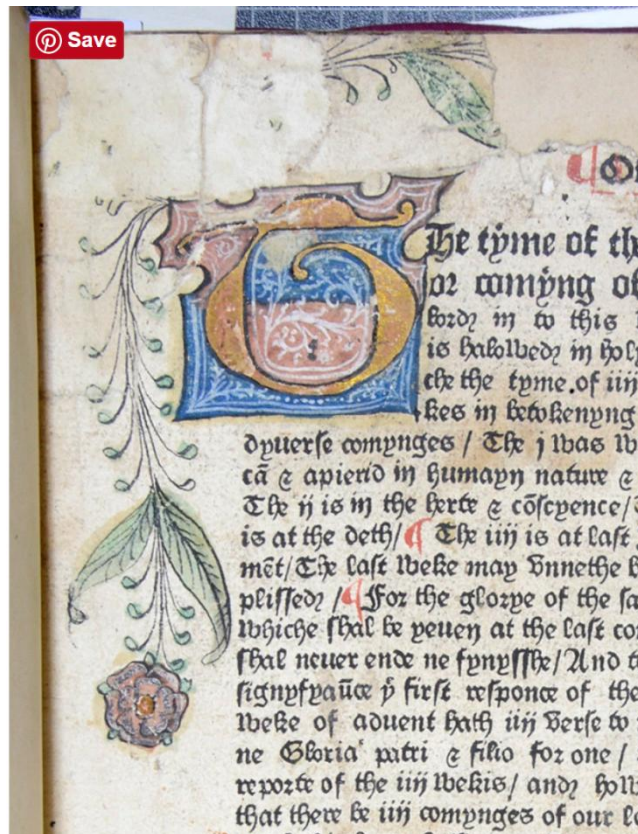 Save
The tyme of th
or comyng of
lord in to this
is halowed in hol
che the tyme.of iiij
kes in betokenyng
dyuerse comynges / The j was w
cā & apierid in humayn nature &
The ij is in the herte & cōscyence/
is at the deth/ ¶ The iiij is at last
mēt/The last weke may vnnethe
plissed /¶For the glorye of the sa
whiche shal be yeuen at the last co
shal neuer ende ne fynysshe/And t
signyfyaūce ẏ first responce of the
weke of aduent hath iiij verse to
ne Gloria patri & filio for one /
reporte of the iiij wekis/ and how
that there be iiij comynges of our lo